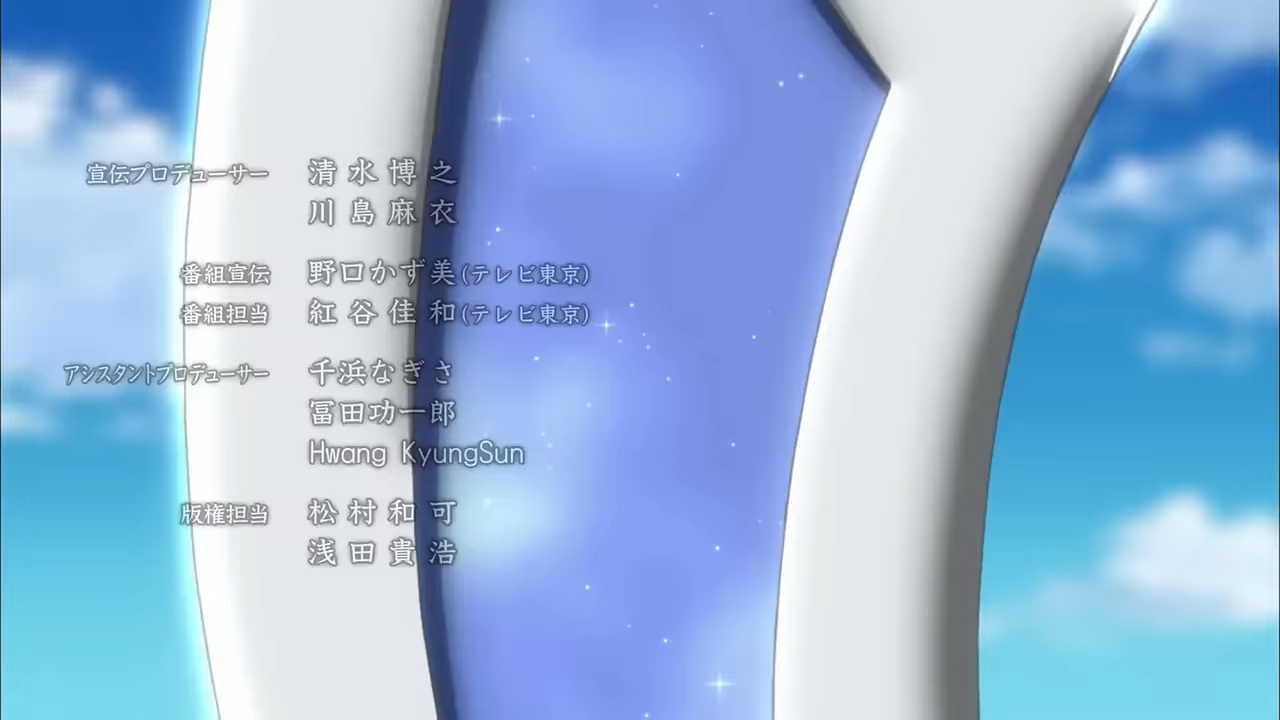 宣伝プロデューサー 清水博之
川島麻衣
番組宣伝 野口かず美(テレビ東京)
番組担当 紅谷佳和(テレビ東京)
アシスタントプロデューサー 千浜なぎさ
冨田功一郎
Hwang KyungSun
版権担当 松村和可
浅田貴浩